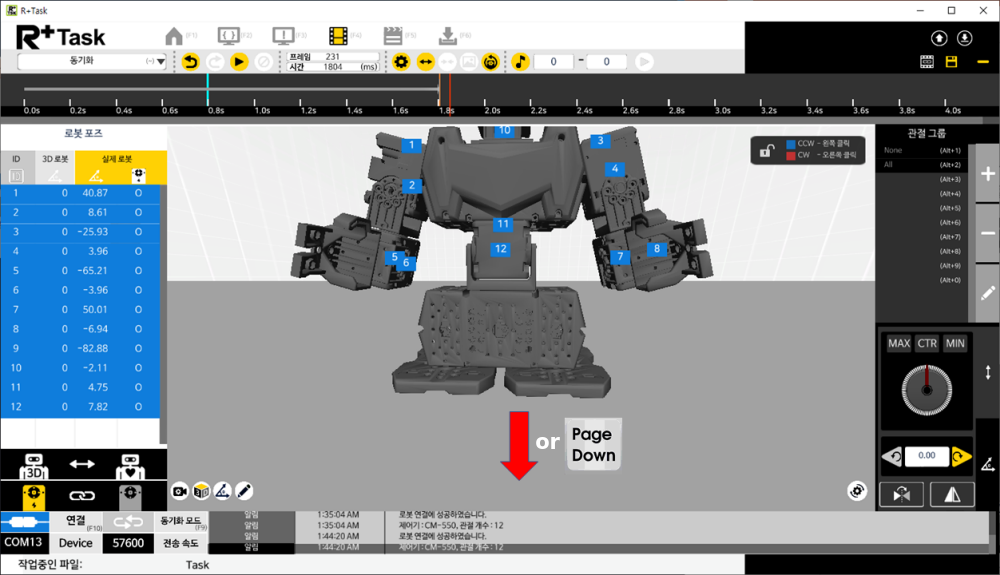 R+Task
R+Task
(F1) (F2) (F3) (F4) (F5) (F6)
동기화 (--)
프레임 231
시간 1804 (ms)
0 - 0
0.0s 0.2s 0.4s 0.6s 0.8s 1.0s 1.2s 1.4s 1.6s 1.8s 2.0s 2.2s 2.4s 2.6s 2.8s 3.0s 3.2s 3.4s 3.6s 3.8s 4.0s
로봇 포즈
ID 3D 로봇 실제 로봇
1 0 40.87 O
2 0 8.61 O
3 0 -25.93 O
4 0 3.96 O
5 0 -65.21 O
6 0 -3.96 O
7 0 50.01 O
8 0 -6.94 O
9 0 -82.88 O
10 0 -2.11 O
11 0 4.75 O
12 0 7.82 O
3D
10
1
3
4
2
11
12
5
6
7
8
CCW - 왼쪽 클릭
CW - 오른쪽 클릭
or
Page
Down
관절 그룹
None (Alt+1)
All (Alt+2)
(Alt+3)
(Alt+4)
(Alt+5)
(Alt+6)
(Alt+7)
(Alt+8)
(Alt+9)
(Alt+0)
MAX CTR MIN
0.00
연결 (F10)
동기화 모드 (F9)
COM13 Device 57600 전송 속도
알림 1:35:04 AM 로봇 연결에 성공하였습니다.
알림 1:35:04 AM 제어기 : CM-550, 관절 개수 : 12
알림 1:44:20 AM 로봇 연결에 성공하였습니다.
알림 1:44:20 AM 제어기 : CM-550, 관절 개수 : 12
작업중인 파일: Task